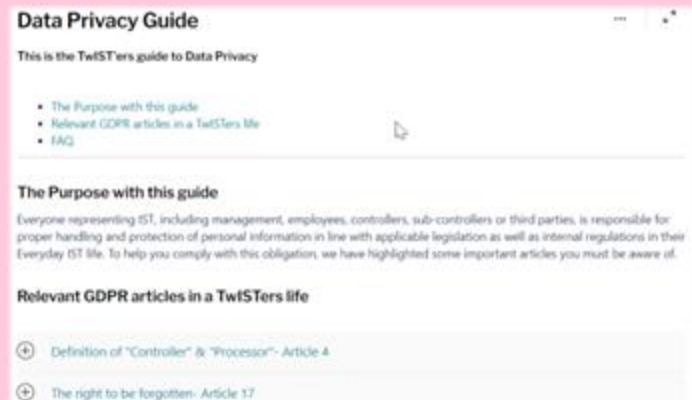 Data Privacy Guide
This is the TwIST'ers guide to Data Privacy
The Purpose with this guide
Relevant GDPR articles in a TwISTers life
FAQ
The Purpose with this guide
Everyone representing IST, including management, employees, controllers, sub-controllers or third parties, is responsible for
proper handling and protection of personal information in line with applicable legislation as well as internal regulations in their
Everyday IST life. To help you comply with this obligation, we have highlighted some important articles you must be aware of.
Relevant GDPR articles in a TwISTers life
Definition of "Controller" & "Processor"- Article 4
The right to be forgotten- Article 17